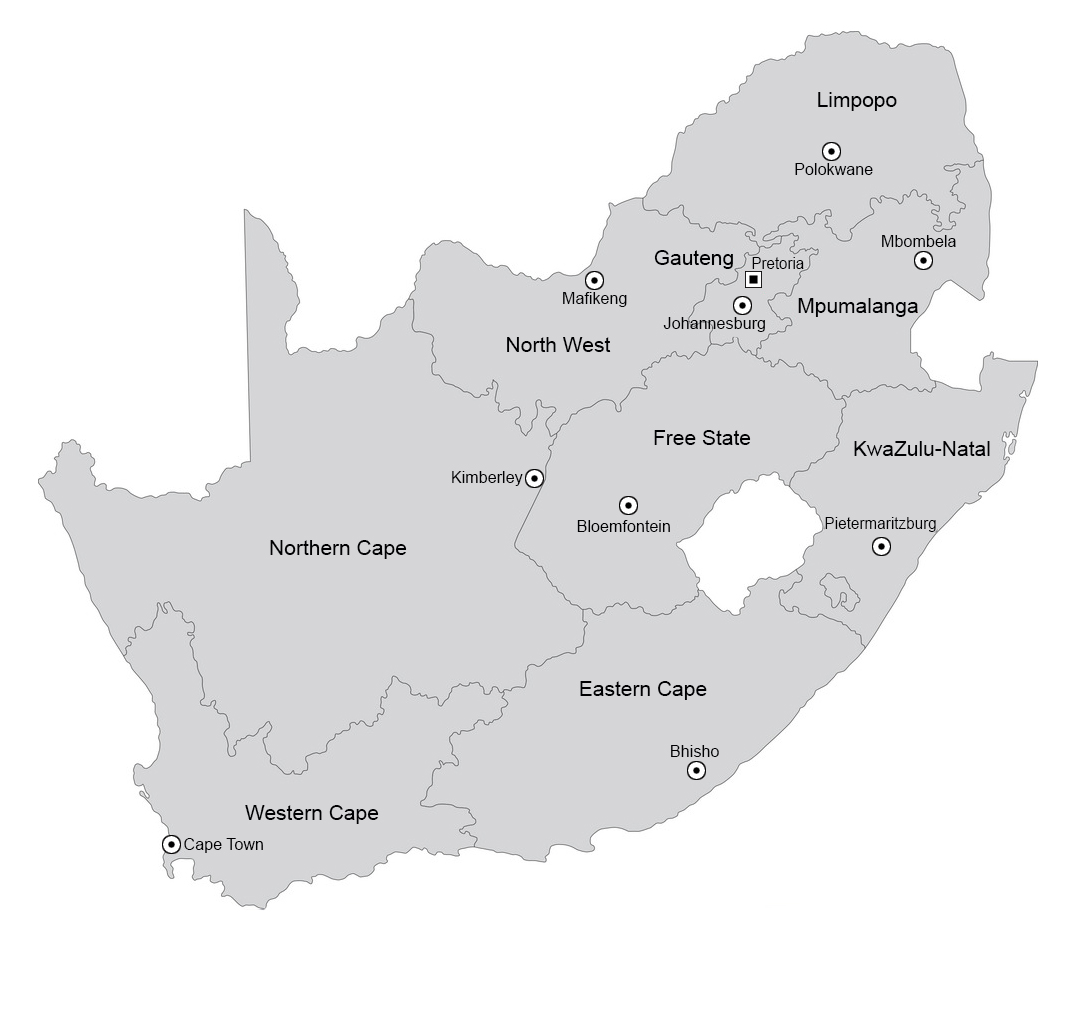 Limpopo
Polokwane
Mbombela
Gauteng
Pretoria
Mafikeng
Mpumalanga
Johannesburg
North West
Free State
KwaZulu-Natal
Kimberley
Bloemfontein
Pietermaritzburg
Northern Cape
Eastern Cape
Bhisho
Western Cape
Cape Town